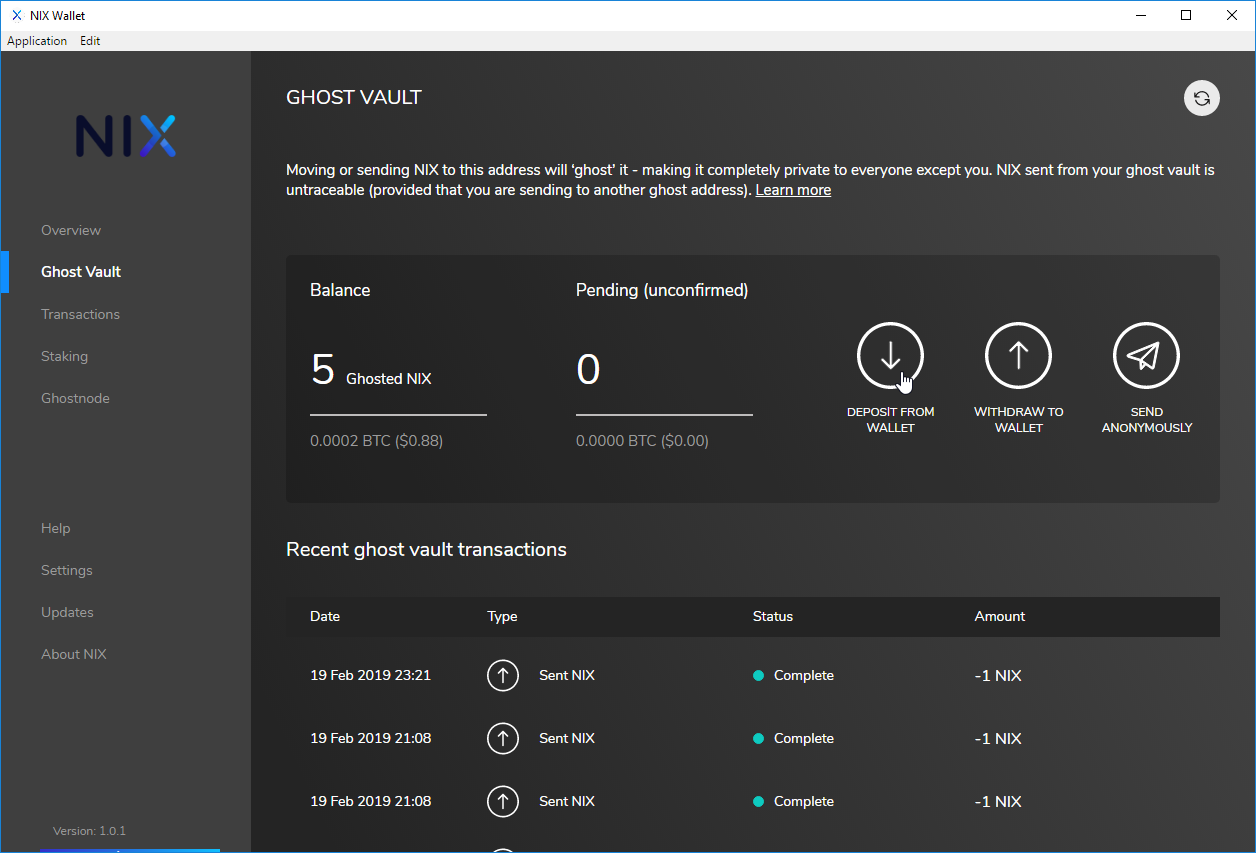 NIX Wallet
Application Edit
NIX
Overview
Ghost Vault
Transactions
Staking
Ghostnode
Help
Settings
Updates
About NIX
Version: 1.0.1
GHOST VAULT
Moving or sending NIX to this address will ‘ghost’ it - making it completely private to everyone except you. NIX sent from your ghost vault is
untraceable (provided that you are sending to another ghost address). Learn more
Balance
5 Ghosted NIX
0.0002 BTC ($0.88)
Pending (unconfirmed)
0
0.0000 BTC ($0.00)
DEPOSIT FROM
WALLET
WITHDRAW TO
WALLET
SEND
ANONYMOUSLY
Recent ghost vault transactions
Date Type Status Amount
19 Feb 2019 23:21 Sent NIX Complete -1 NIX
19 Feb 2019 21:08 Sent NIX Complete -1 NIX
19 Feb 2019 21:08 Sent NIX Complete -1 NIX